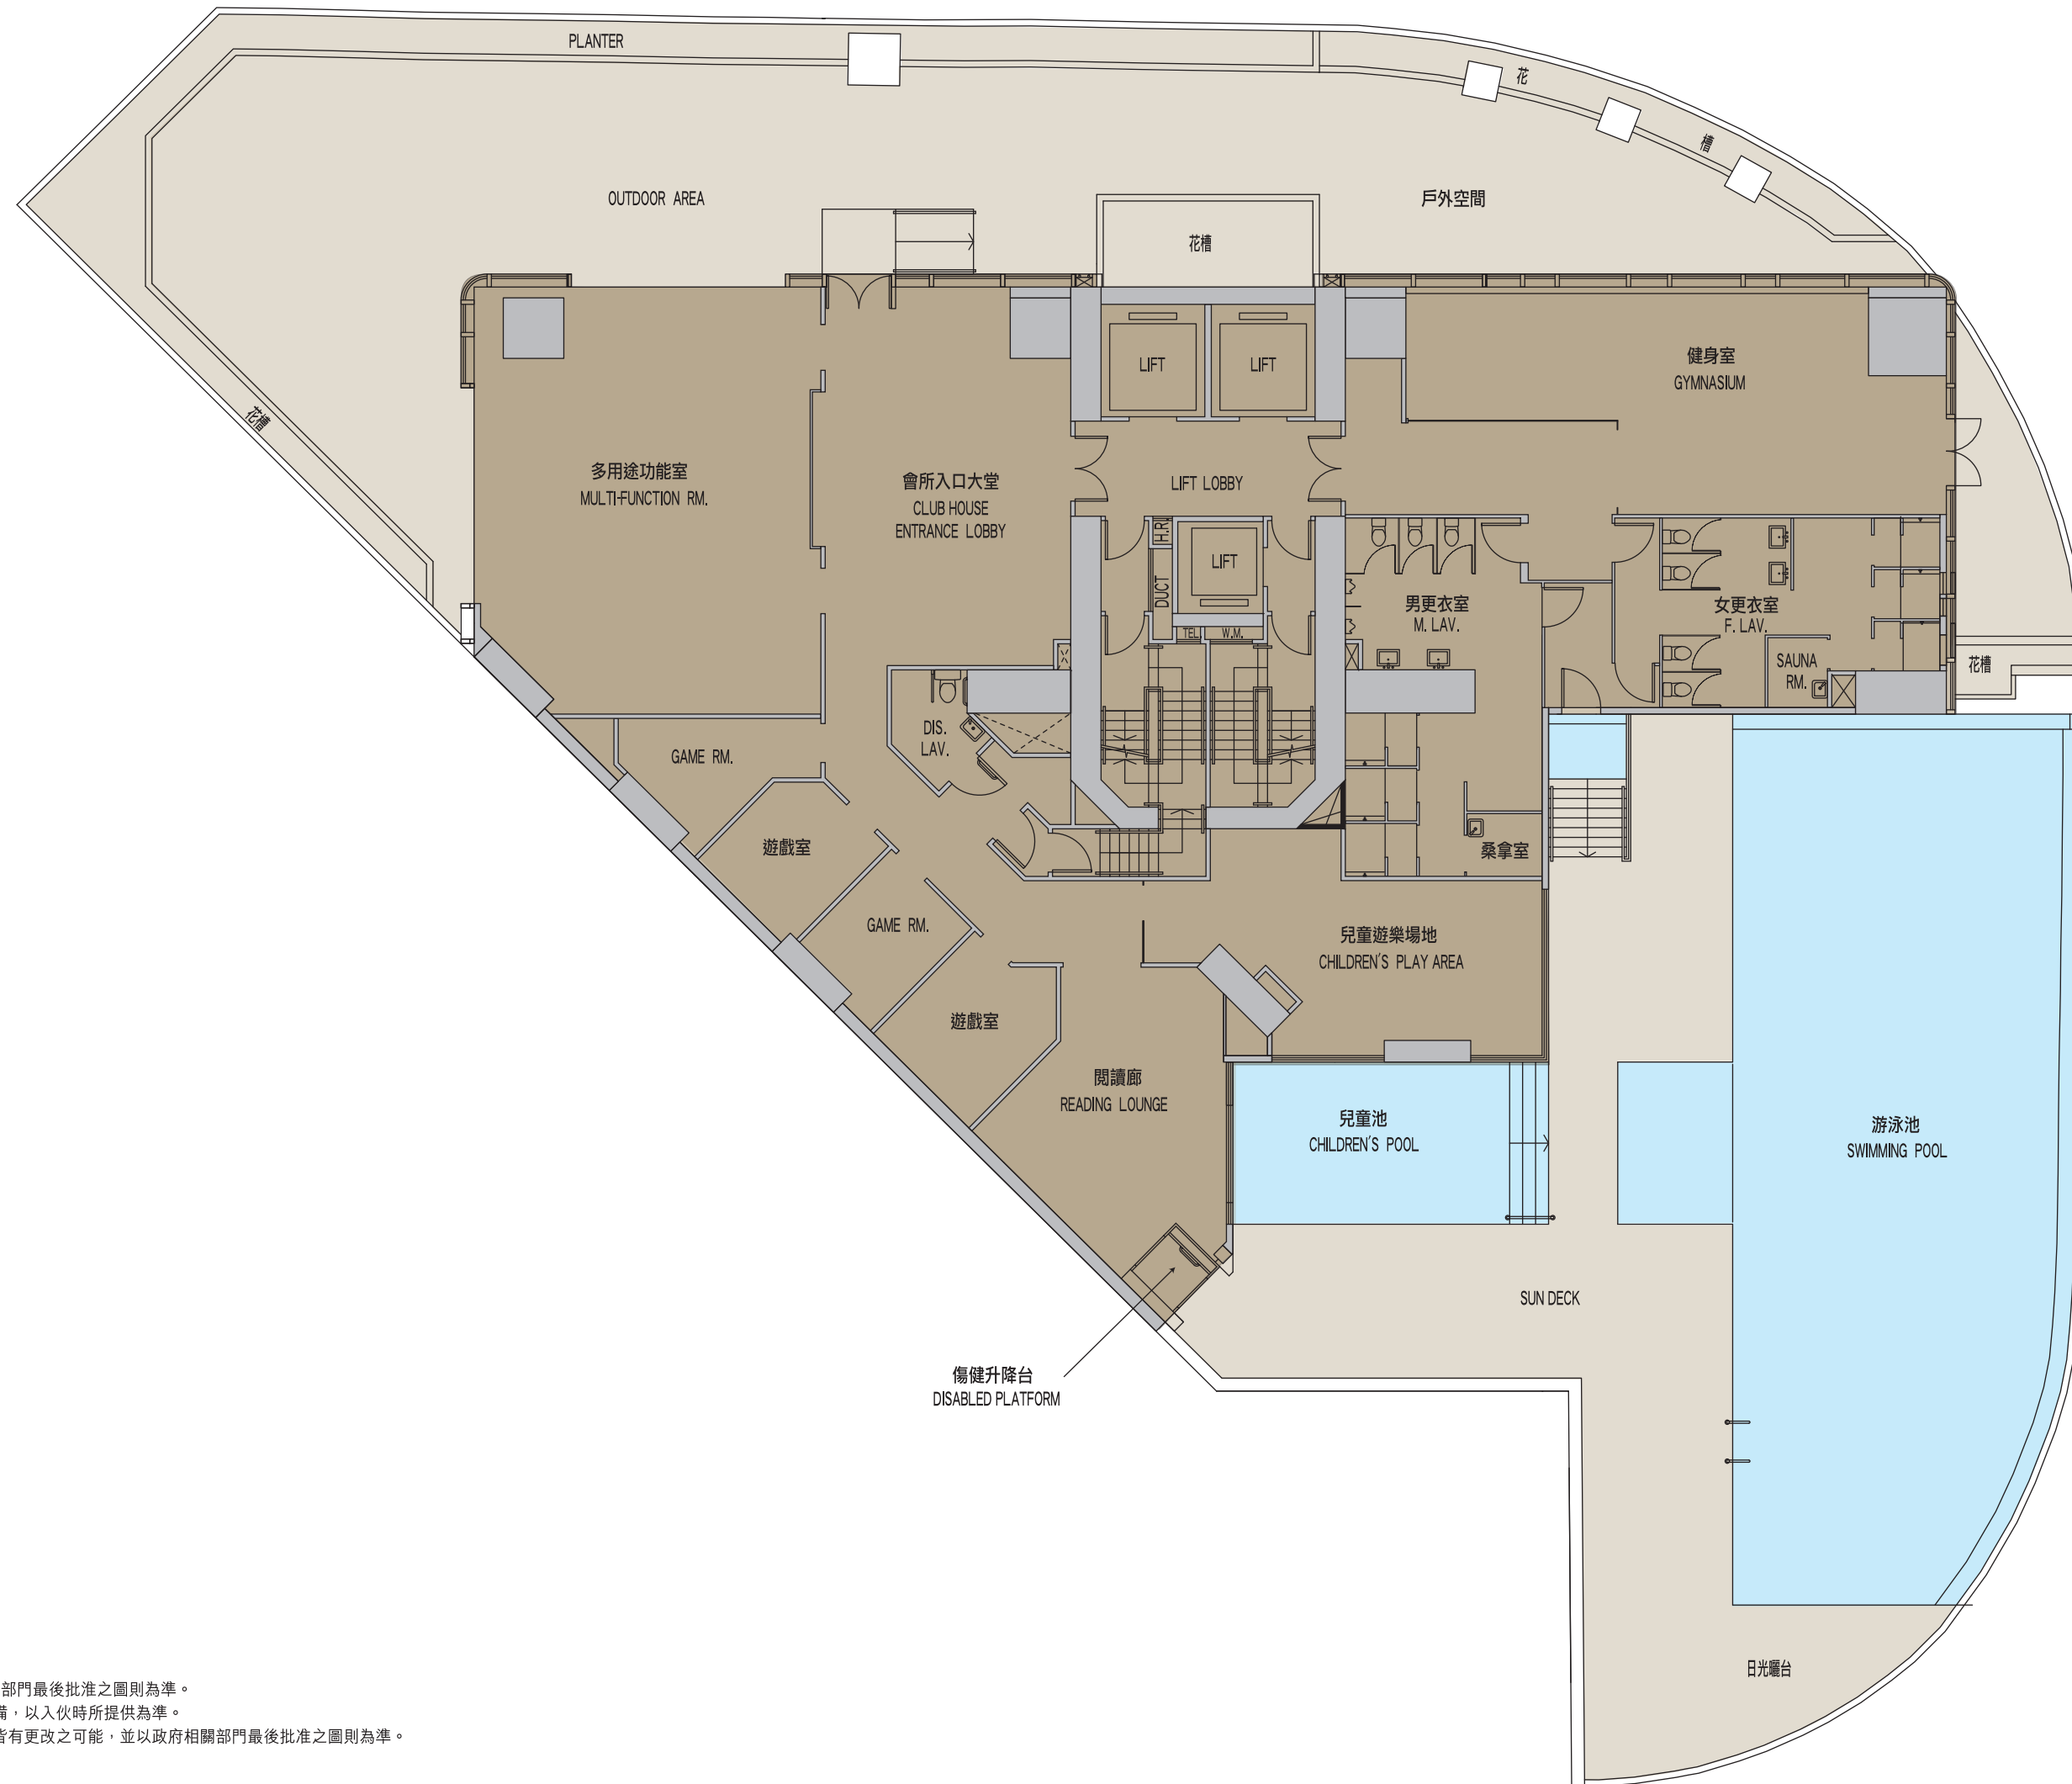 PLANTER
花
槽
OUTDOOR AREA
戶外空間
花槽
LIFT
LIFT
健身室
GYMNASIUM
花槽
多用途功能室
MULTI-FUNCTION RM.
會所入口大堂
CLUB HOUSE
ENTRANCE LOBBY
LIFT LOBBY
H.R.
LIFT
DUCT
TEL.
W.M.
男更衣室
M. LAV.
女更衣室
F. LAV.
SAUNA
RM.
花槽
DIS.
LAV.
GAME RM.
遊戲室
桑拿室
GAME RM.
兒童遊樂場地
CHILDREN'S PLAY AREA
遊戲室
閱讀廊
READING LOUNGE
兒童池
CHILDREN'S POOL
游泳池
SWIMMING POOL
SUN DECK
傷健升降台
DISABLED PLATFORM
日光曬台
部門最後批准之圖則為準。
備，以入伙時所提供為準。
皆有更改之可能，並以政府相關部門最後批准之圖則為準。